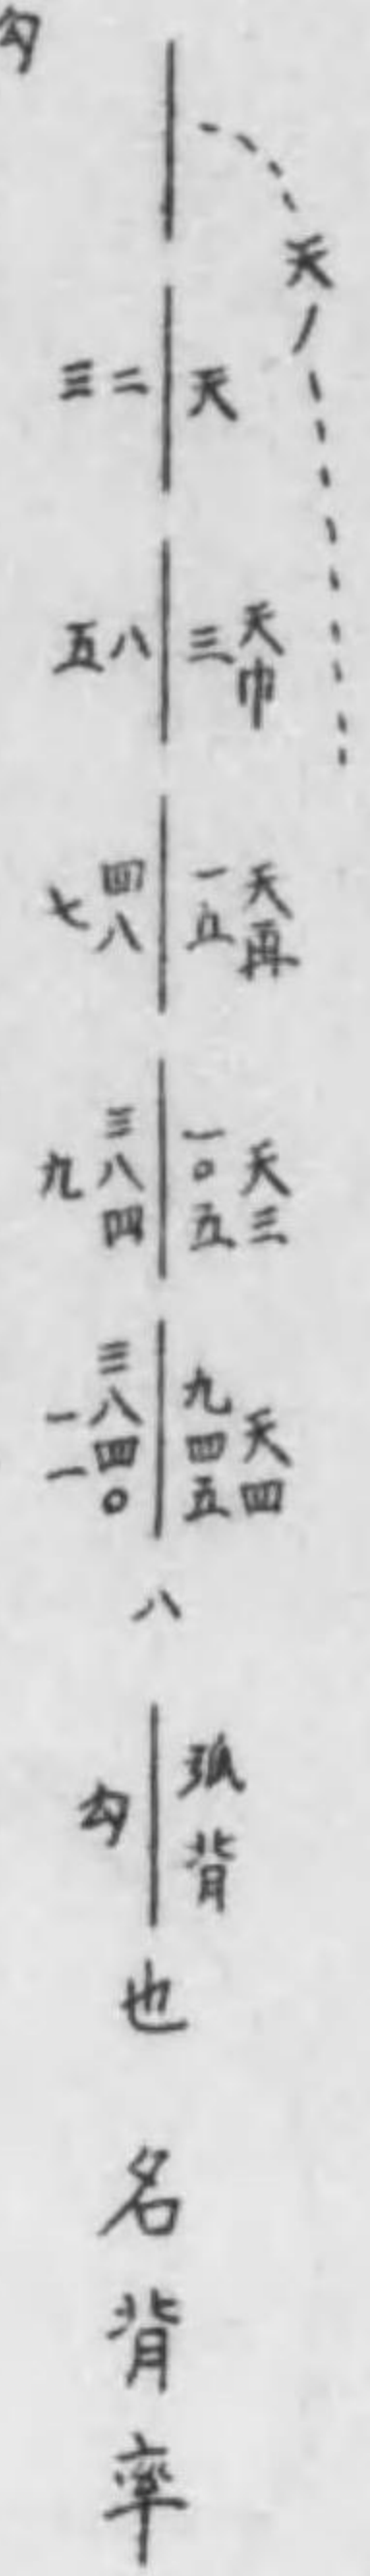 天ノ
│
天│二 三
天巾 三│八 五
天再 一五│四八 七
天三 一〇五│三八四 九
天四 九四五│三八四〇 一一
ハ
弧背│勾
也
名背率
勾